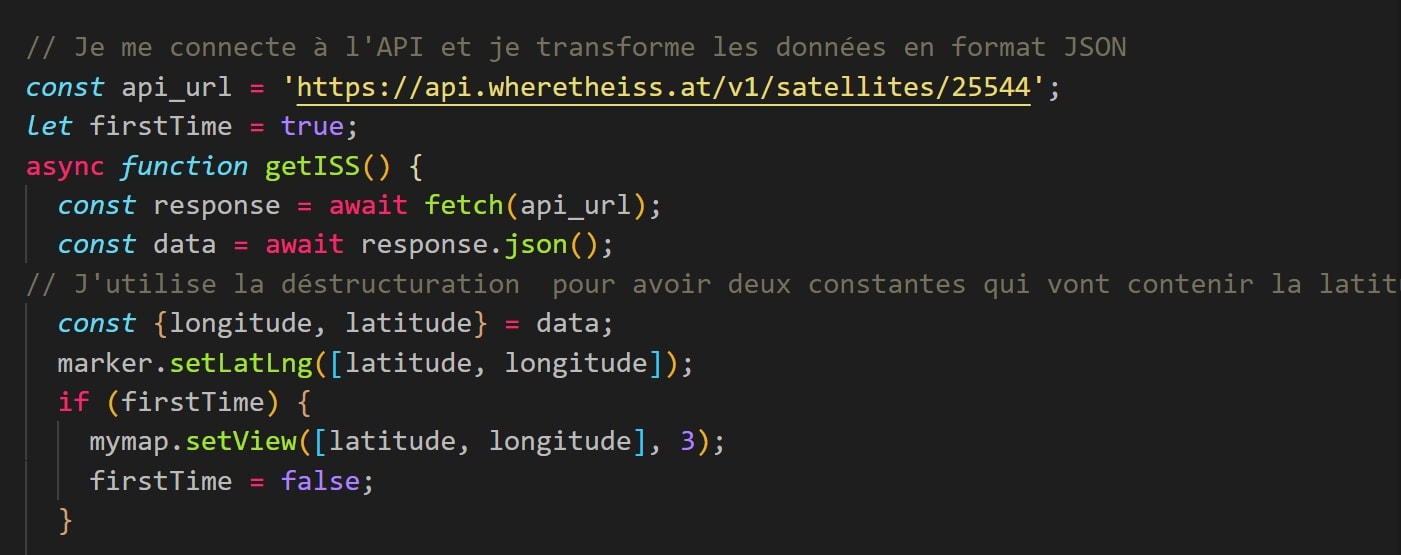 // Je me connecte à l'API et je transforme les données en format JSON
const api_url = 'https://api.wheretheiss.at/v1/satellites/25544';
let firstTime = true;
async function getISS() {
const response = await fetch(api_url);
const data = await response.json();
// J'utilise la déstructuration  pour avoir deux constantes qui vont contenir la
const {longitude, latitude} = data;
marker.setLatLng([latitude, longitude]);
if (firstTime) {
mymap.setView([latitude, longitude], 3);
firstTime = false;
}